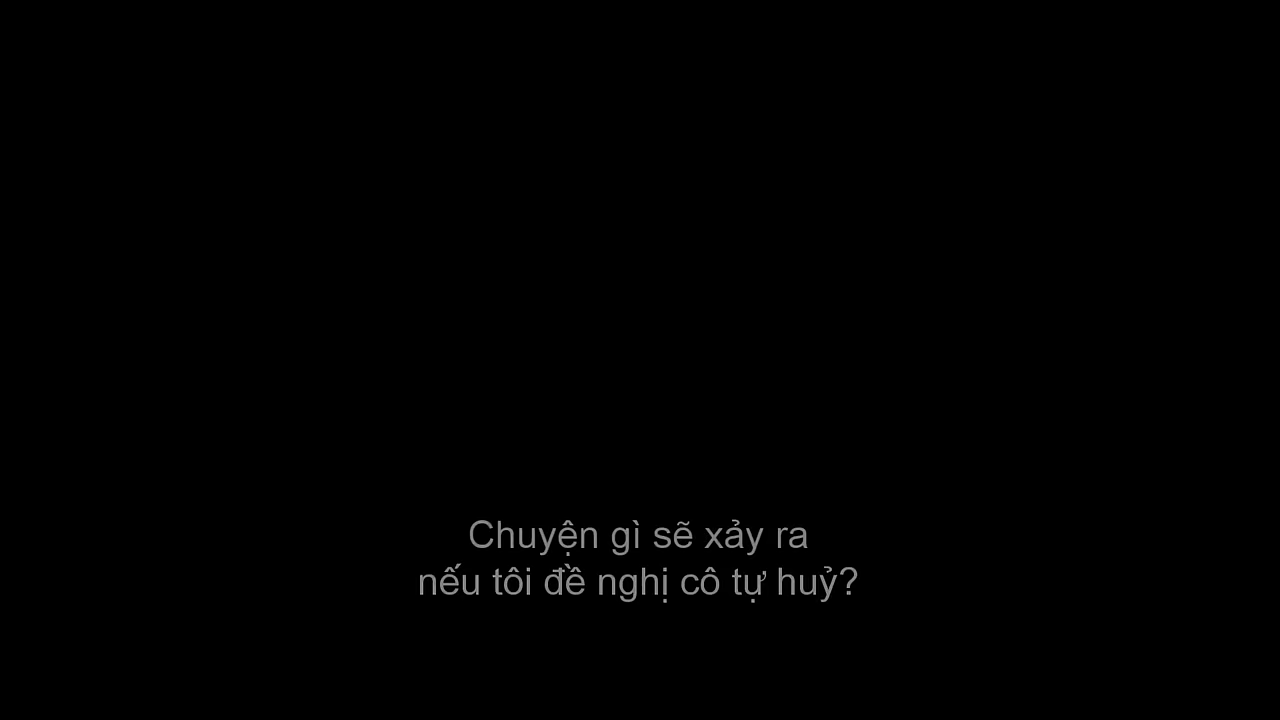 Chuyện gì sẽ xảy ra
nếu tôi đề nghị cô tự huỷ?